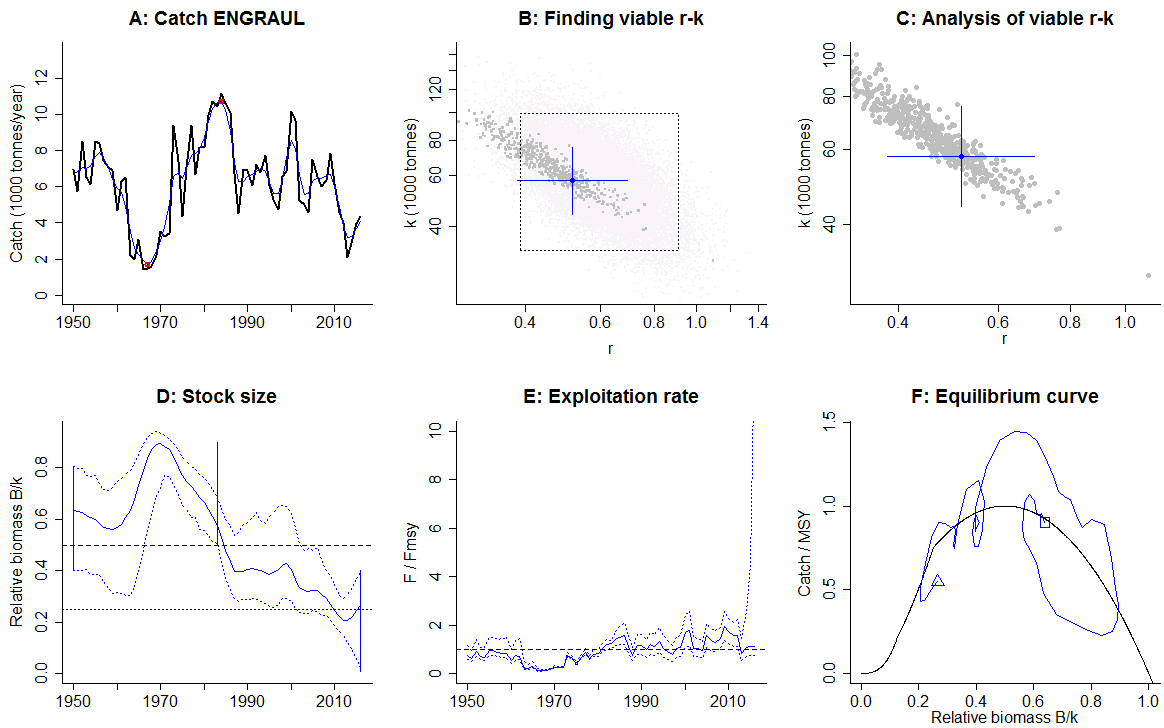 A: Catch ENGRAUL
Catch (1000 tonnes/year)
0 2 4 6 8 10 12
1950 1970 1990 2010
B: Finding viable r-k
k (1000 tonnes)
40 60 80 120
0.4 0.6 0.8 1.0 1.4
r
C: Analysis of viable r-k
k (1000 tonnes)
40 60 80 100
0.4 0.6 0.8 1.0
r
D: Stock size
Relative biomass B/k
0.0 0.2 0.4 0.6 0.8
1950 1970 1990 2010
E: Exploitation rate
F / Fmsy
0 2 4 6 8 10
1950 1970 1990 2010
F: Equilibrium curve
Catch / MSY
0.0 0.5 1.0 1.5
0.0 0.2 0.4 0.6 0.8 1.0
Relative biomass B/k